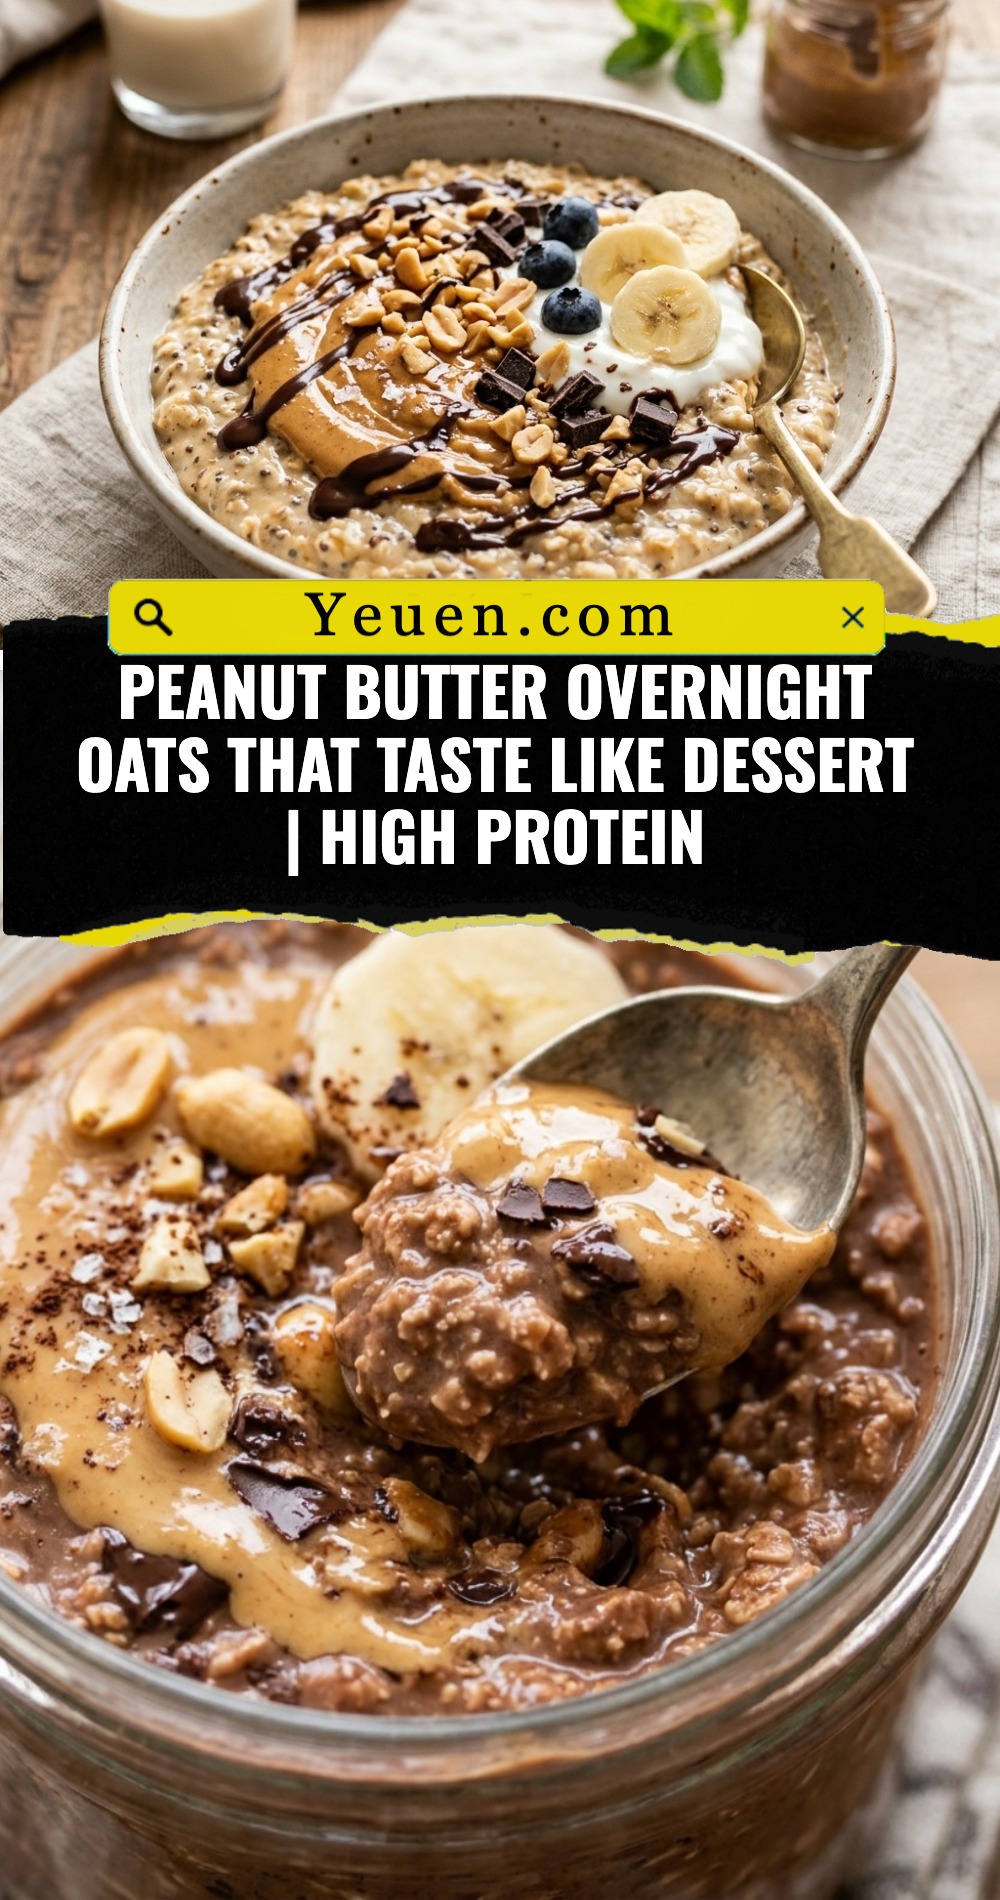 Yeuen.com
PEANUT BUTTER OVERNIGHT
OATS THAT TASTE LIKE DESSERT
| HIGH PROTEIN